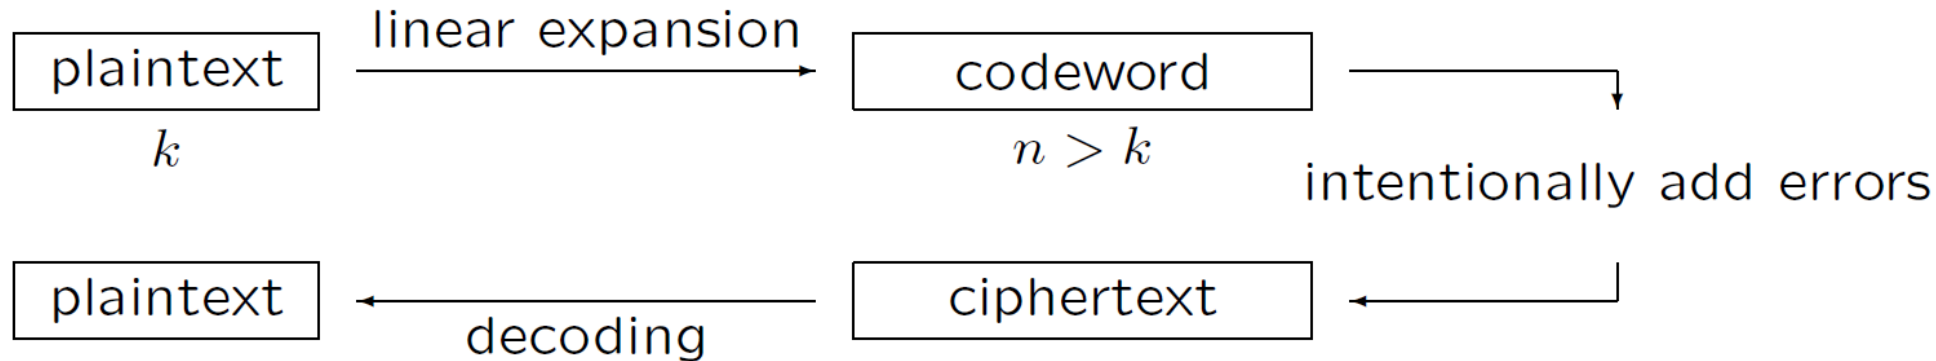 linear expansion
plaintext
codeword
k
n > k
intentionally add errors
plaintext
ciphertext
decoding